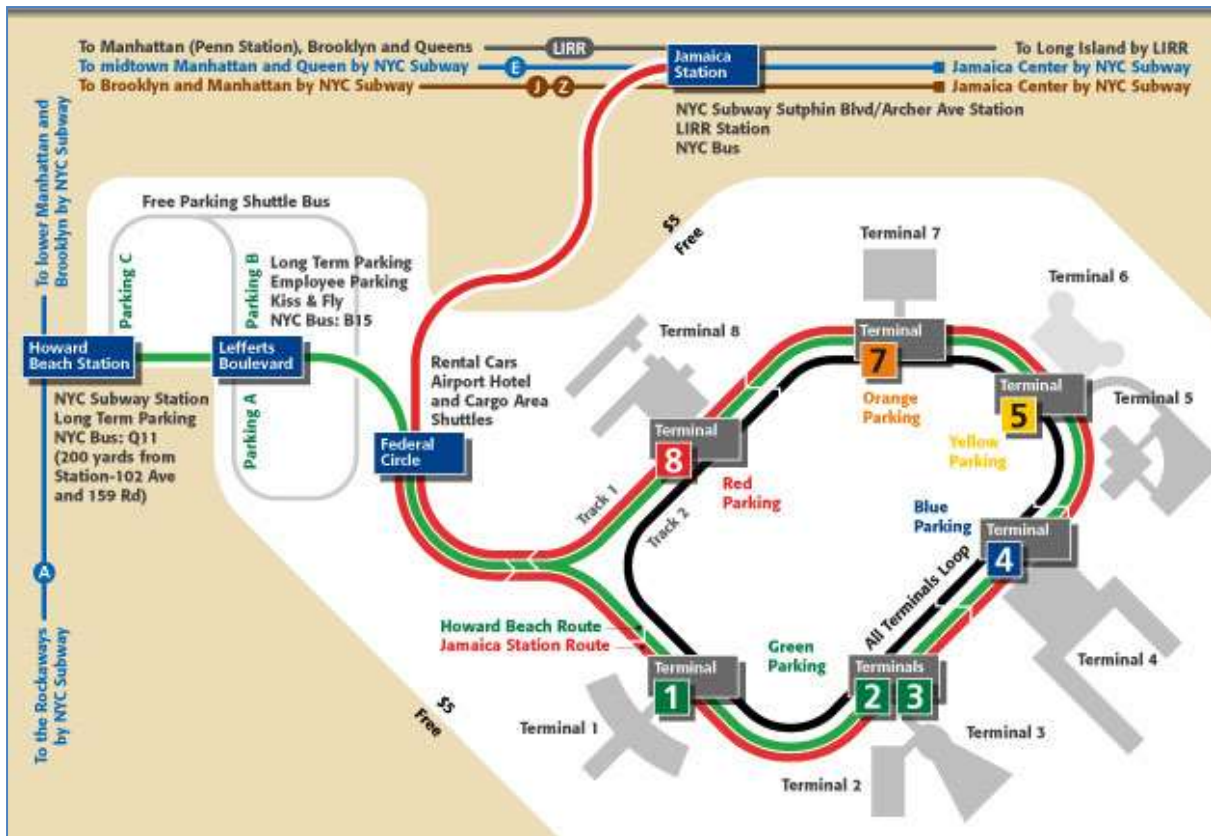 To Manhattan (Penn Station), Brooklyn and Queens
LIRR
Jamaica
Station
To Long Island by LIRR
To midtown Manhattan and Queen by NYC Subway
E
Jamaica Center by NYC Subway
To Brooklyn and Manhattan by NYC Subway
J
Z
Jamaica Center by NYC Subway
NYC Subway Sutphin Blvd/Archer Ave Station
LIRR Station
NYC Bus
To lower Manhattan and
Brooklyn by NYC Subway
Free Parking Shuttle Bus
Parking C
Parking B
Long Term Parking
Employee Parking
Kiss & Fly
NYC Bus: B15
$5
Free
Terminal 7
Terminal 6
Terminal 8
Howard
Beach Station
Lefferts
Boulevard
Terminal
7
Orange
Parking
Rental Cars
Airport Hotel
and Cargo Area
Shuttles
Terminal
5
Yellow
Parking
Terminal 5
NYC Subway Station
Long Term Parking
NYC Bus: Q11
(200 yards from
Station-102 Ave
and 159 Rd)
Parking A
Federal
Circle
Terminal
8
Red
Parking
Track 1
Track 2
Blue
Parking
Terminal
4
A
All Terminals Loop
Howard Beach Route
Jamaica Station Route
Green
Parking
Terminal
1
Terminals
2
3
Terminal 4
To the Rockaways
by NYC Subway
$5
Free
Terminal 1
Terminal 3
Terminal 2